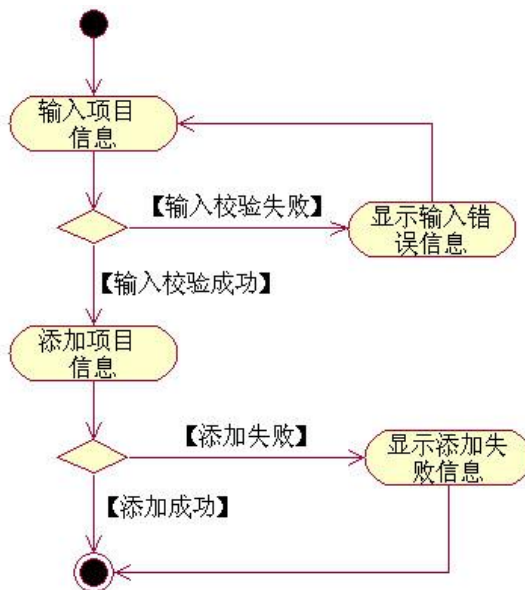 输入项目
信息
【输入校验失败】
显示输入错
误信息
【输入校验成功】
添加项目
信息
【添加失败】
显示添加失
败信息
【添加成功】